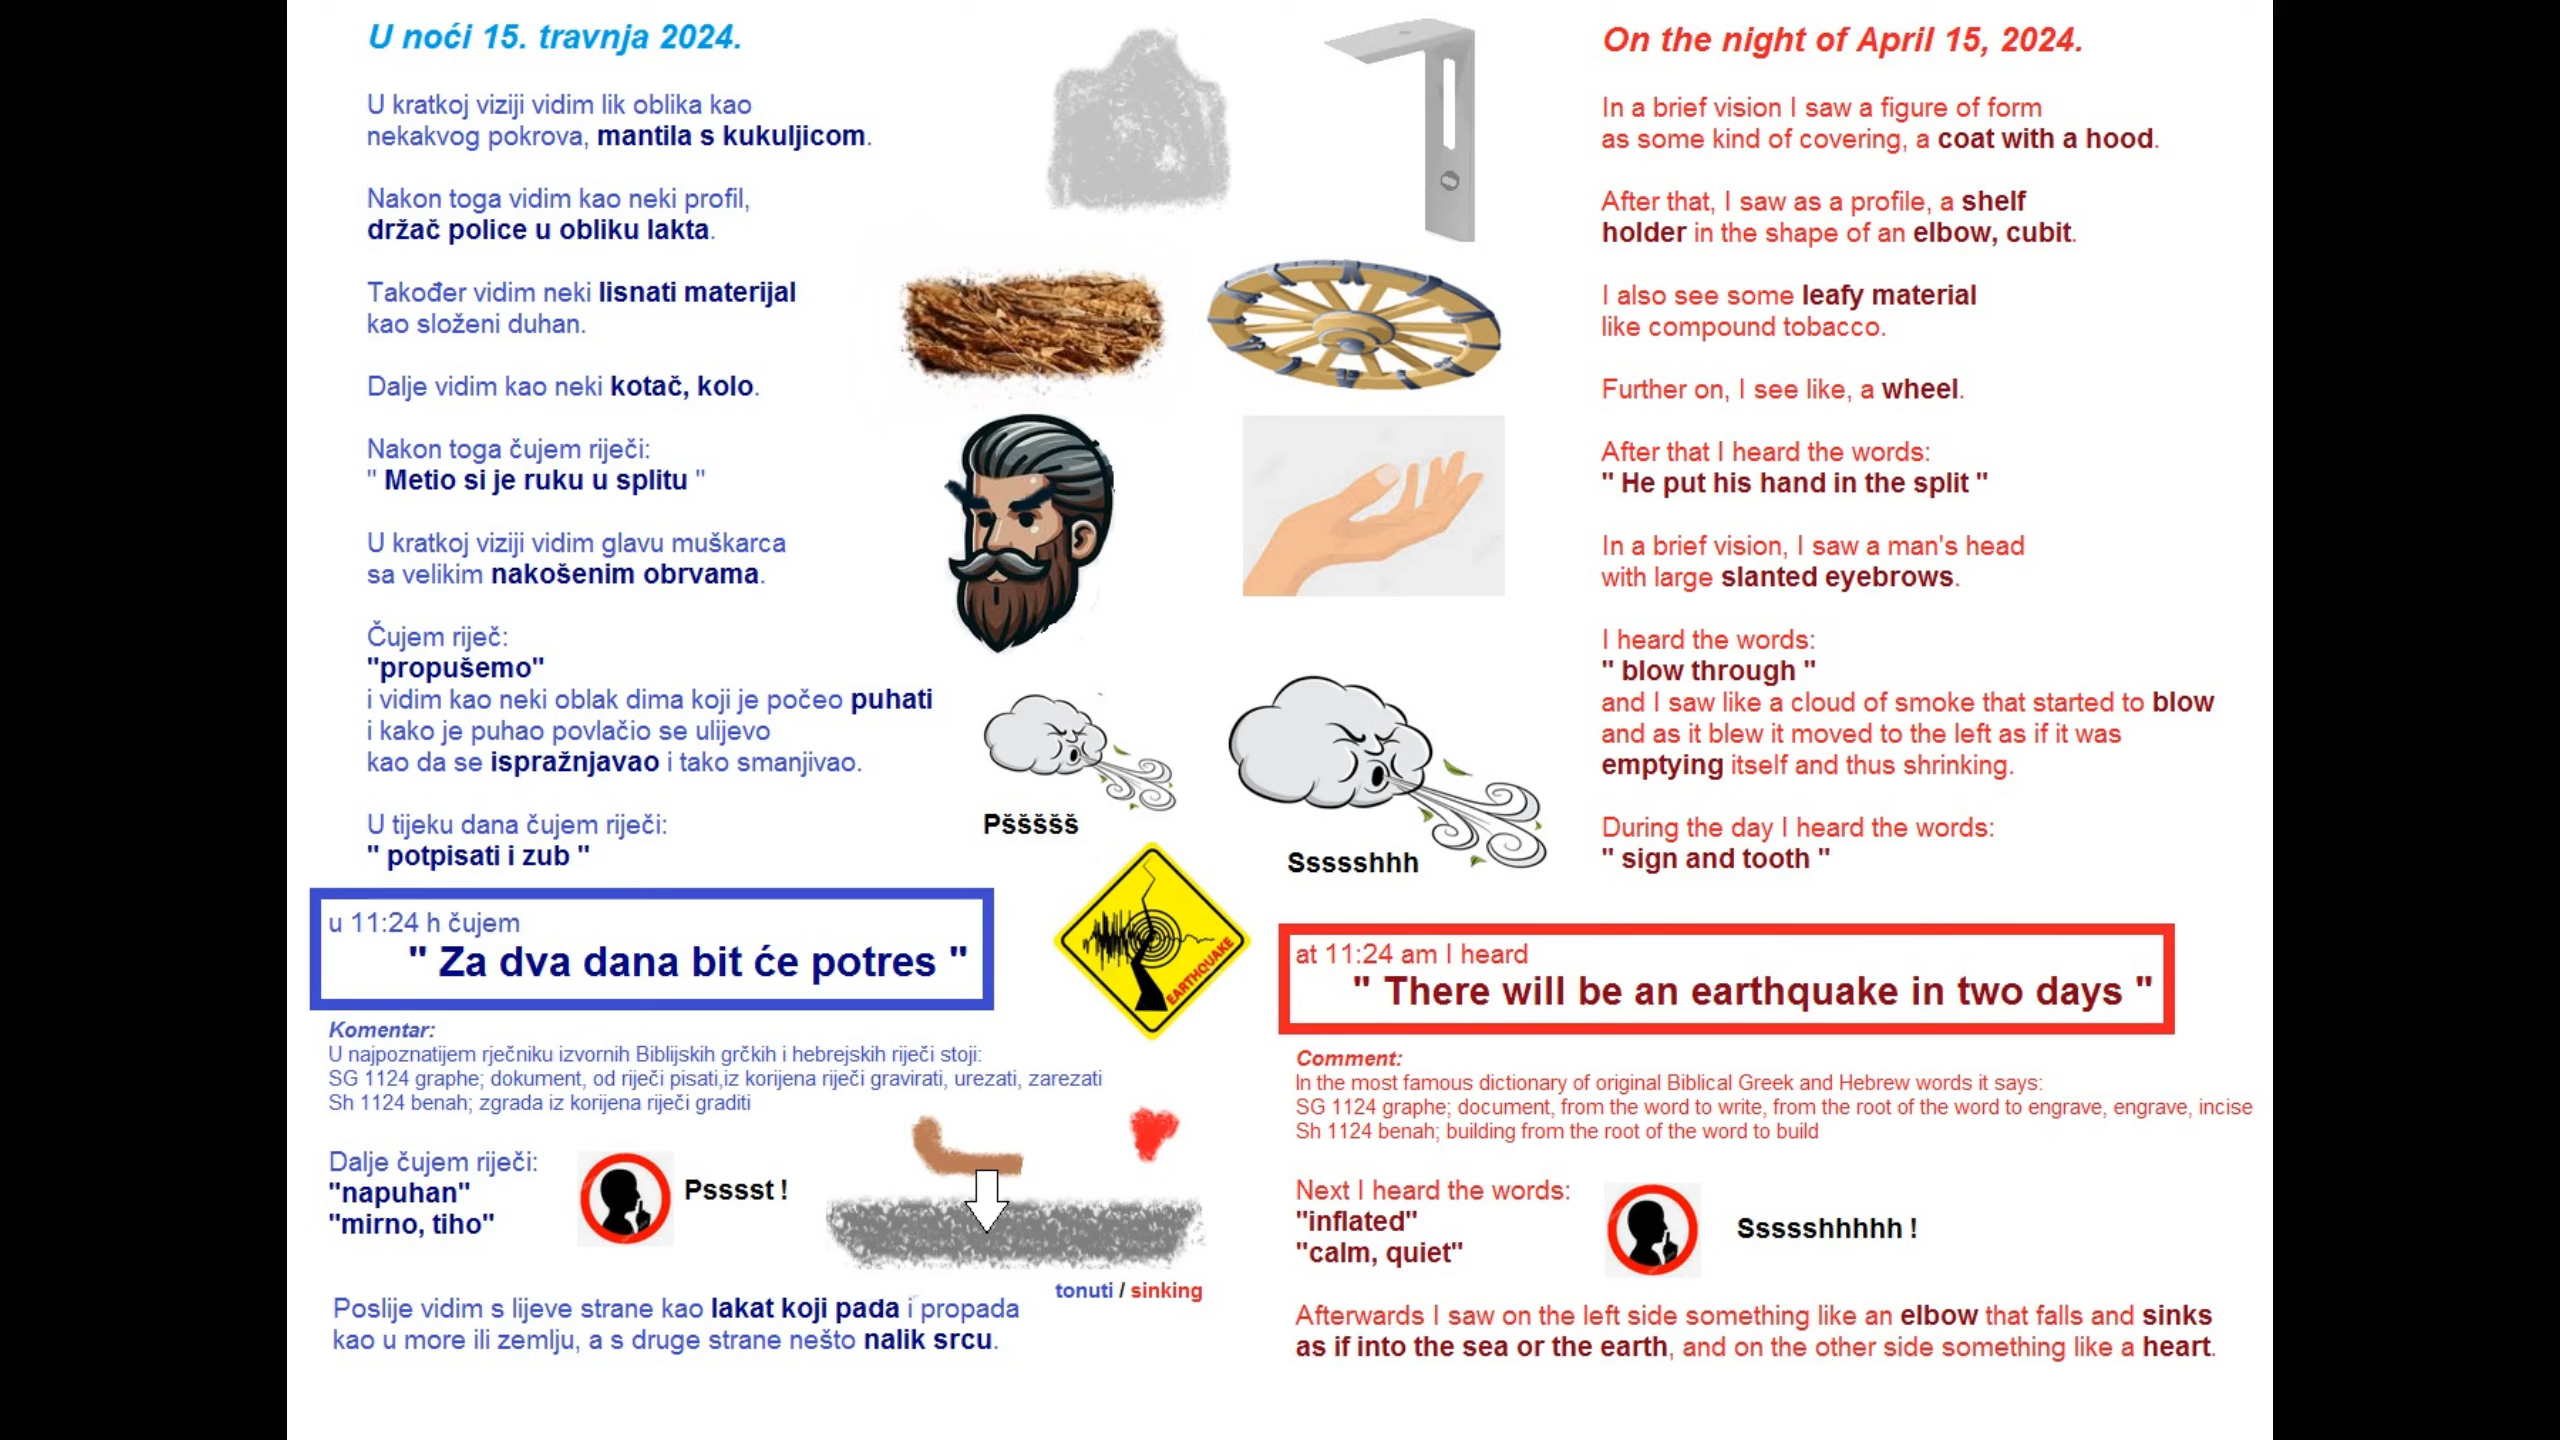 U noći 15. travnja 2024.
U kratkoj viziji vidim lik oblika kao
nekakvog pokrova, mantila s kukuljicom.
Nakon toga vidim kao neki profil,
držač police u obliku lakta.
Također vidim neki lisnati materijal
kao složeni duhan.
Dalje vidim kao neki kotač, kolo.
Nakon toga čujem riječi:
" Metio si je ruku u splitu "
U kratkoj viziji vidim glavu muškarca
sa velikim nakošenim obrvama.
Čujem riječ:
"propušemo"
i vidim kao neki oblak dima koji je počeo puhati
i kako je puhao povlačio se ulijevo
kao da se ispražnjavao i tako smanjivao.
U tijeku dana čujem riječi:
" potpisati i zub "
u 11:24 h čujem
" Za dva dana bit će potres "
Komentar:
U najpoznatijem rječniku izvornih Biblijskih grčkih i hebrejskih riječi stoji:
SG 1124 graphe; dokument, od riječi pisati,iz korijena riječi gravirati, urezati, zarezati
Sh 1124 benah; zgrada iz korijena riječi graditi
Dalje čujem riječi:
"napuhan"
"mirno, tiho"
Psssst !
Poslije vidim s lijeve strane kao lakat koji pada i propada
kao u more ili zemlju, a s druge strane nešto nalik srcu.
Pššššš
Ssssshhh
EARTHQUAKE
tonuti / sinking
On the night of April 15, 2024.
In a brief vision I saw a figure of form
as some kind of covering, a coat with a hood.
After that, I saw as a profile, a shelf
holder in the shape of an elbow, cubit.
I also see some leafy material
like compound tobacco.
Further on, I see like, a wheel.
After that I heard the words:
" He put his hand in the split "
In a brief vision, I saw a man's head
with large slanted eyebrows.
I heard the words:
" blow through "
and I saw like a cloud of smoke that started to blow
and as it blew it moved to the left as if it was
emptying itself and thus shrinking.
During the day I heard the words:
" sign and tooth "
at 11:24 am I heard
" There will be an earthquake in two days "
Comment:
In the most famous dictionary of original Biblical Greek and Hebrew words it says:
SG 1124 graphe; document, from the word to write, from the root of the word to engrave, engrave, incise
Sh 1124 benah; building from the root of the word to build
Next I heard the words:
"inflated"
"calm, quiet"
Ssssshhhhh !
Afterwards I saw on the left side something like an elbow that falls and sinks
as if into the sea or the earth, and on the other side something like a heart.